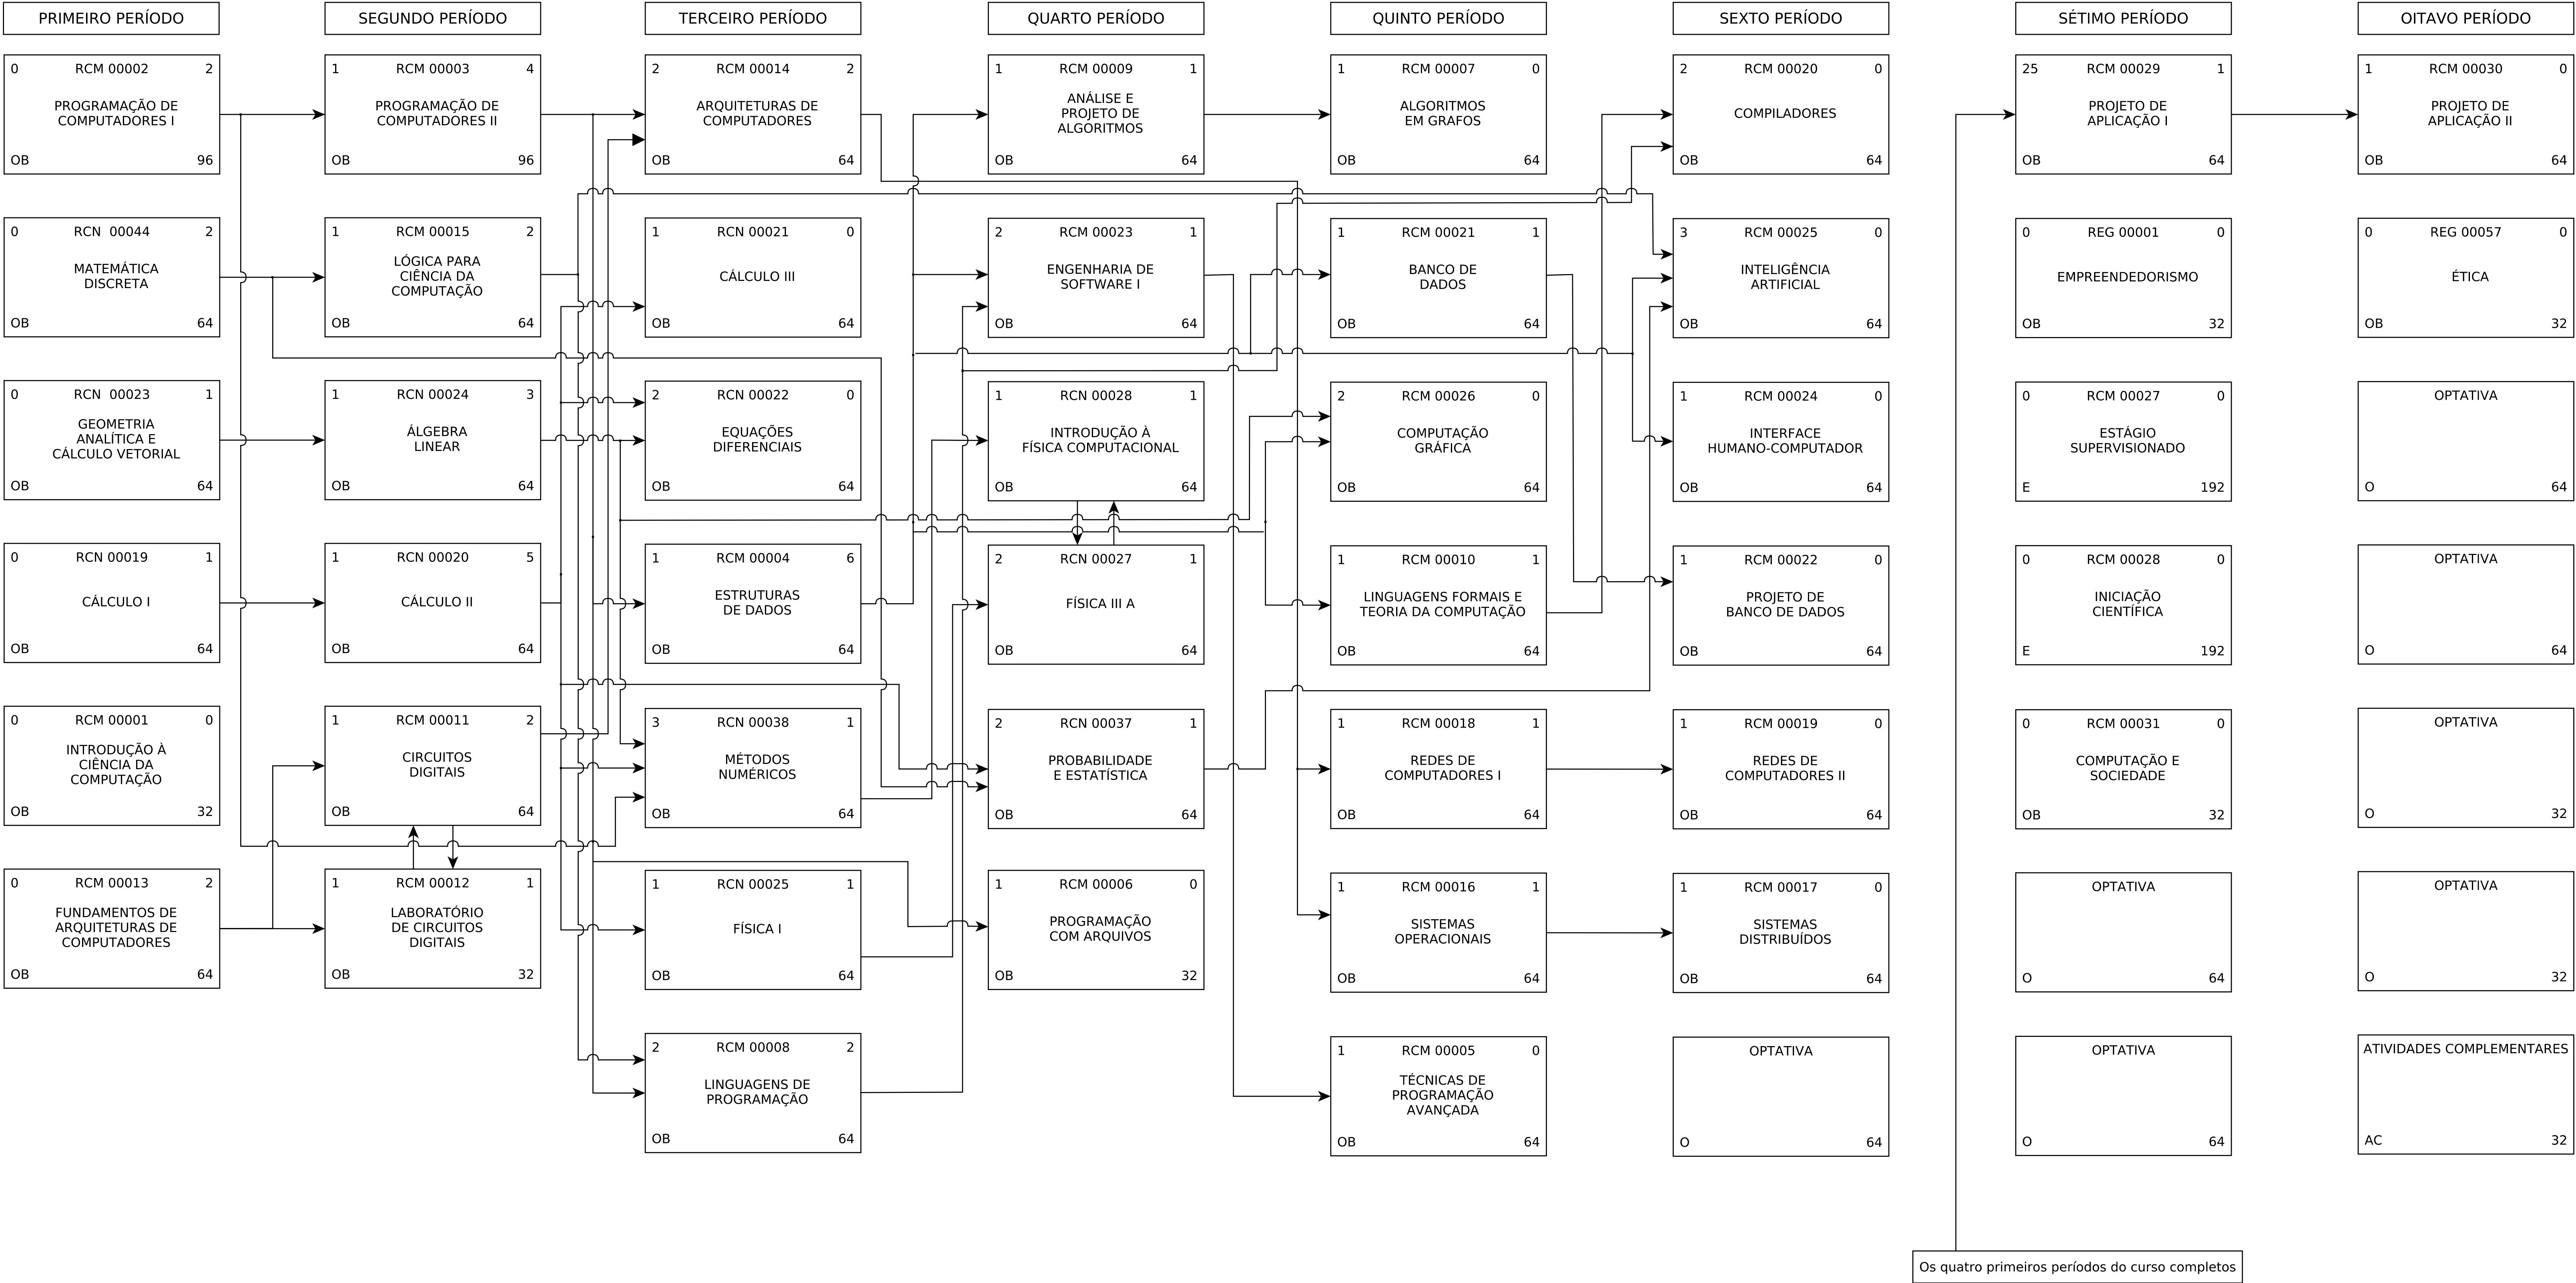 PRIMEIRO PERÍODO
0 RCM 00002 2
PROGRAMAÇÃO DE
COMPUTADORES I
OB 96
0 RCN 00044 2
MATEMÁTICA
DISCRETA
OB 64
0 RCN 00023 1
GEOMETRIA
ANALÍTICA E
CÁLCULO VETORIAL
OB 64
0 RCN 00019 1
CÁLCULO I
OB 64
0 RCM 00001 0
INTRODUÇÃO À
CIÊNCIA DA
COMPUTAÇÃO
OB 32
0 RCM 00013 2
FUNDAMENTOS DE
ARQUITETURAS DE
COMPUTADORES
OB 64
SEGUNDO PERÍODO
1 RCM 00003 4
PROGRAMAÇÃO DE
COMPUTADORES II
OB 96
1 RCM 00015 2
LÓGICA PARA
CIÊNCIA DA
COMPUTAÇÃO
OB 64
1 RCN 00024 3
ÁLGEBRA
LINEAR
OB 64
1 RCN 00020 5
CÁLCULO II
OB 64
1 RCM 00011 2
CIRCUITOS
DIGITAIS
OB 64
1 RCM 00012 1
LABORATÓRIO
DE CIRCUITOS
DIGITAIS
OB 32
TERCEIRO PERÍODO
2 RCM 00014 2
ARQUITETURAS DE
COMPUTADORES
OB 64
1 RCN 00021 0
CÁLCULO III
OB 64
2 RCN 00022 0
EQUAÇÕES
DIFERENCIAIS
OB 64
1 RCM 00004 6
ESTRUTURAS
DE DADOS
OB 64
3 RCN 00038 1
MÉTODOS
NUMÉRICOS
OB 64
1 RCN 00025 1
FÍSICA I
OB 64
2 RCM 00008 2
LINGUAGENS DE
PROGRAMAÇÃO
OB 64
QUARTO PERÍODO
1 RCM 00009 1
ANÁLISE E
PROJETO DE
ALGORITMOS
OB 64
2 RCM 00023 1
ENGENHARIA DE
SOFTWARE I
OB 64
1 RCN 00028 1
INTRODUÇÃO À
FÍSICA COMPUTACIONAL
OB 64
2 RCN 00027 1
FÍSICA III A
OB 64
2 RCN 00037 1
PROBABILIDADE
E ESTATÍSTICA
OB 64
1 RCM 00006 0
PROGRAMAÇÃO
COM ARQUIVOS
OB 32
QUINTO PERÍODO
1 RCM 00007 0
ALGORITMOS
EM GRAFOS
OB 64
1 RCM 00021 1
BANCO DE
DADOS
OB 64
2 RCM 00026 0
COMPUTAÇÃO
GRÁFICA
OB 64
1 RCM 00010 1
LINGUAGENS FORMAIS E
TEORIA DA COMPUTAÇÃO
OB 64
1 RCM 00018 1
REDES DE
COMPUTADORES I
OB 64
1 RCM 00016 1
SISTEMAS
OPERACIONAIS
OB 64
1 RCM 00005 0
TÉCNICAS DE
PROGRAMAÇÃO
AVANÇADA
OB 64
SEXTO PERÍODO
2 RCM 00020 0
COMPILADORES
OB 64
3 RCM 00025 0
INTELIGÊNCIA
ARTIFICIAL
OB 64
1 RCM 00024 0
INTERFACE
HUMANO-COMPUTADOR
OB 64
1 RCM 00022 0
PROJETO DE
BANCO DE DADOS
OB 64
1 RCM 00019 0
REDES DE
COMPUTADORES II
OB 64
1 RCM 00017 0
SISTEMAS
DISTRIBUÍDOS
OB 64
OPTATIVA
O 64
SÉTIMO PERÍODO
25 RCM 00029 1
PROJETO DE
APLICAÇÃO I
OB 64
0 REG 00001 0
EMPREENDEDORISMO
OB 32
0 RCM 00027 0
ESTÁGIO
SUPERVISIONADO
E 192
0 RCM 00028 0
INICIAÇÃO
CIENTÍFICA
E 192
0 RCM 00031 0
COMPUTAÇÃO E
SOCIEDADE
OB 32
OPTATIVA
O 64
OPTATIVA
O 64
Os quatro primeiros períodos do curso completos
OITAVO PERÍODO
1 RCM 00030 0
PROJETO DE
APLICAÇÃO II
OB 64
0 REG 00057 0
ÉTICA
OB 32
OPTATIVA
O 64
OPTATIVA
O 64
OPTATIVA
O 32
OPTATIVA
O 32
ATIVIDADES COMPLEMENTARES
AC 32